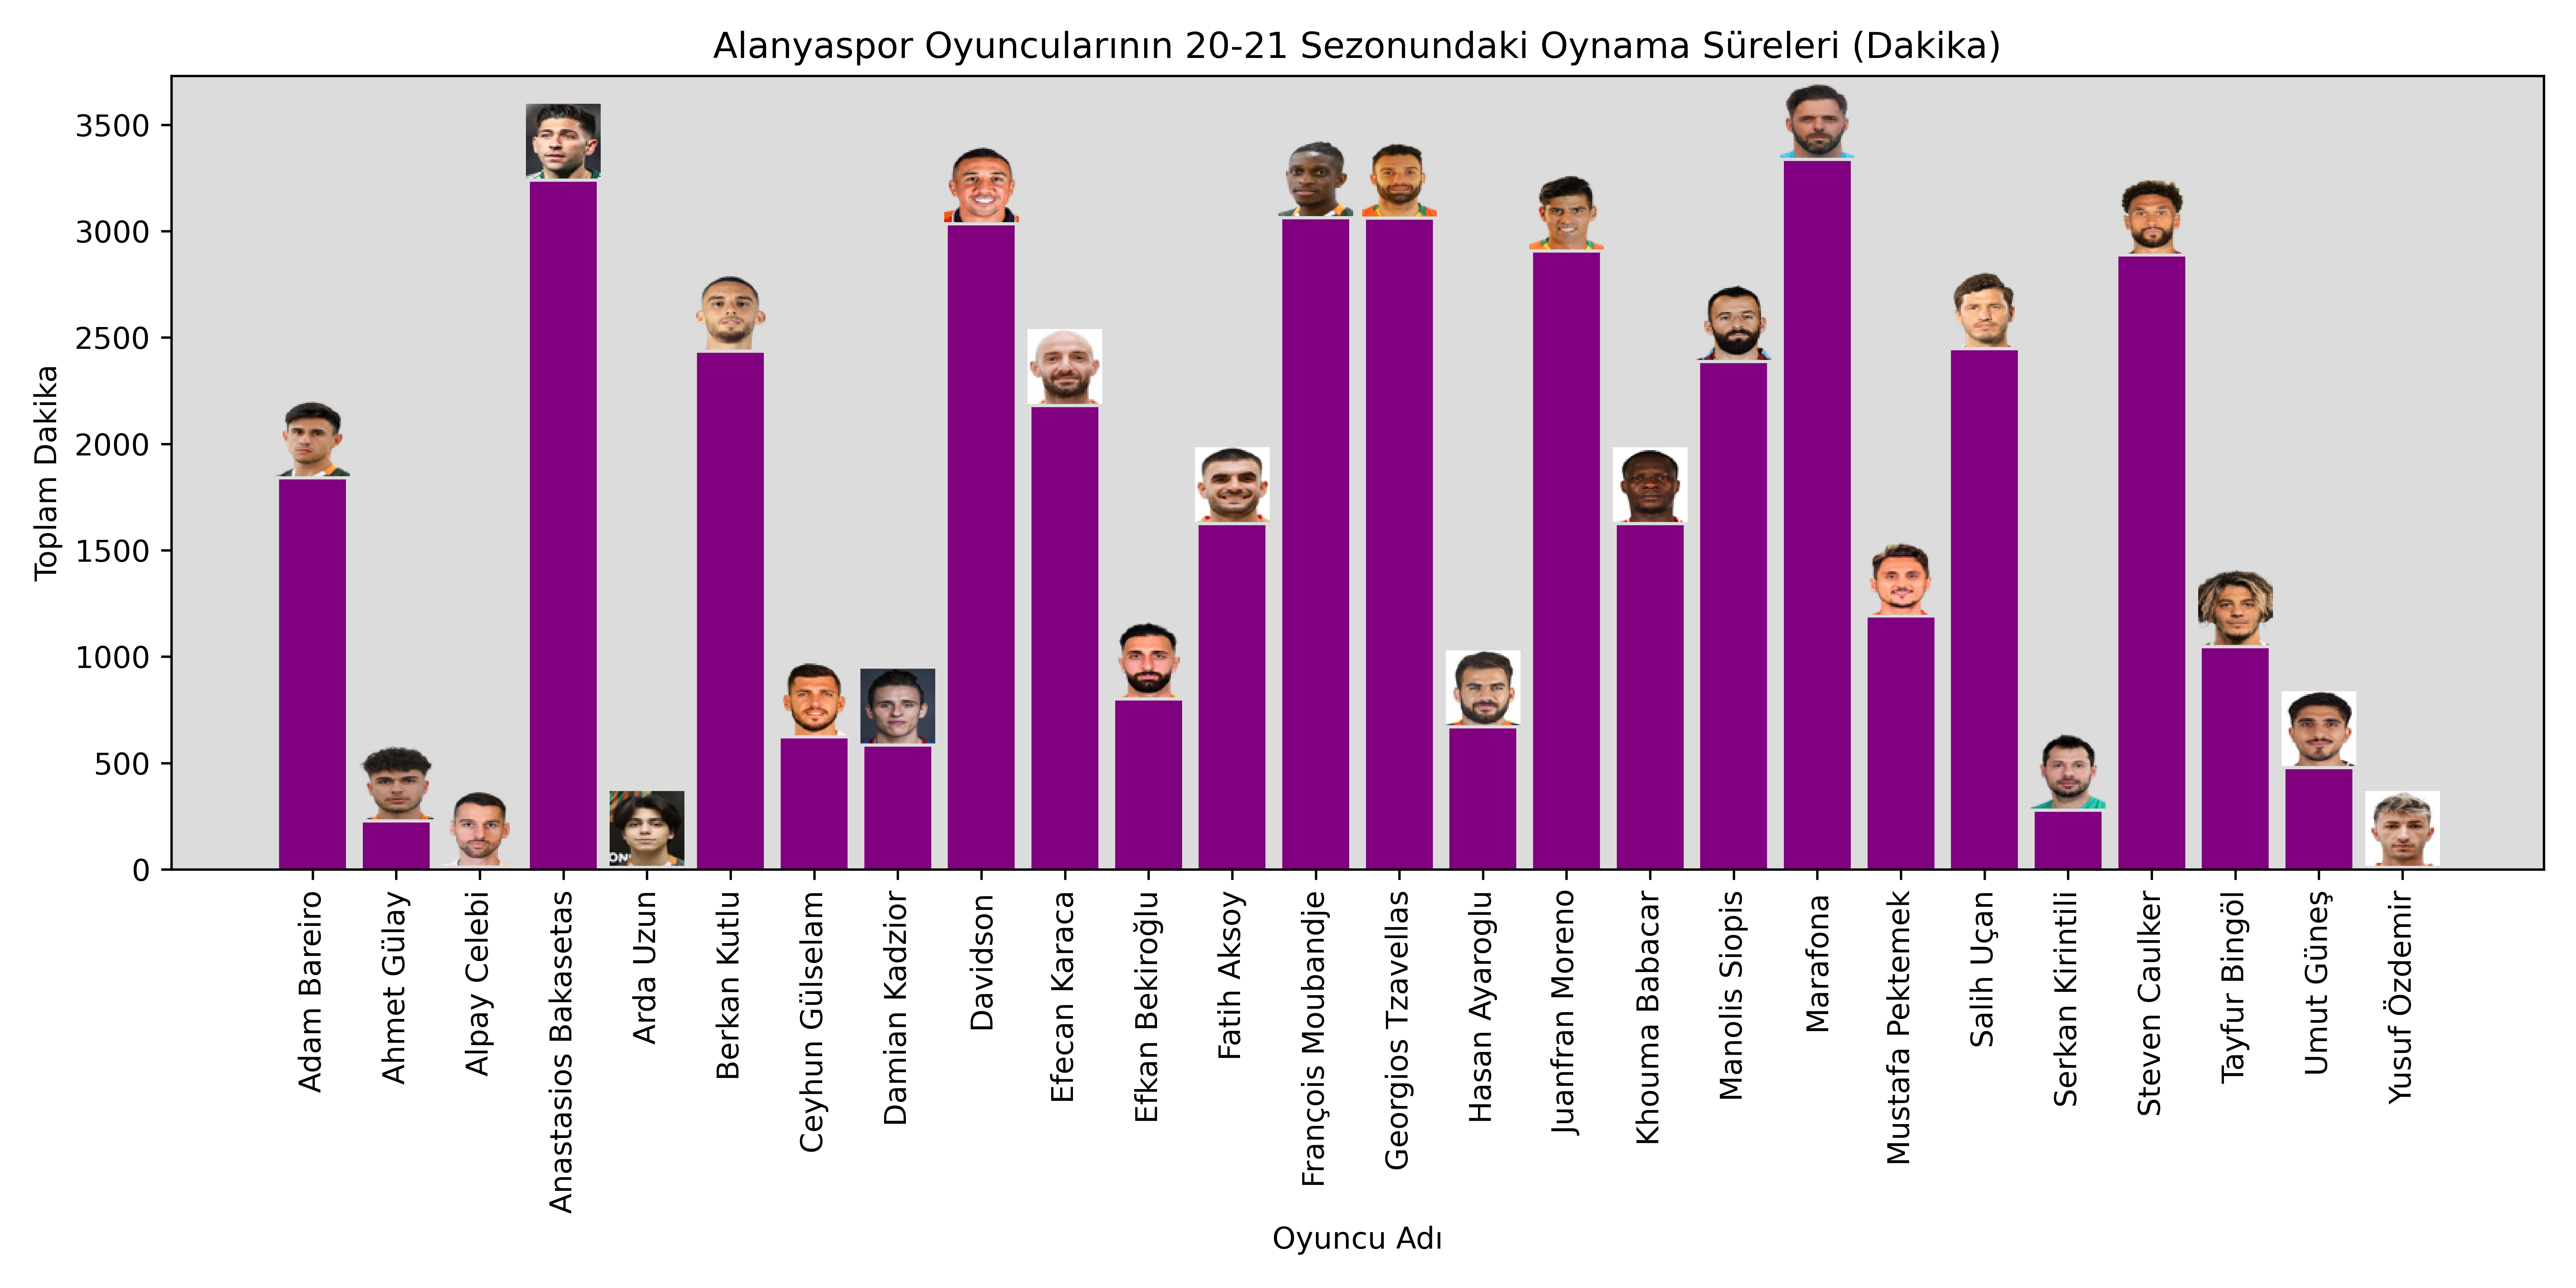 Alanyaspor Oyuncularının 20-21 Sezonundaki Oynama Süreleri (Dakika)
Toplam Dakika
3500
3000
2500
2000
1500
1000
500
0
Adam Bareiro
Ahmet Gülay
Alpay Celebi
Anastasios Bakasetas
Arda Uzun
Berkan Kutlu
Ceyhun Gülselam
Damian Kadzior
Davidson
Efecan Karaca
Efkan Bekiroğlu
Fatih Aksoy
François Moubandje
Georgios Tzavellas
Hasan Ayaroglu
Juanfran Moreno
Khouma Babacar
Manolis Siopis
Marafona
Mustafa Pektemek
Salih Uçan
Serkan Kirintili
Steven Caulker
Tayfur Bingöl
Umut Güneş
Yusuf Özdemir
Oyuncu Adı